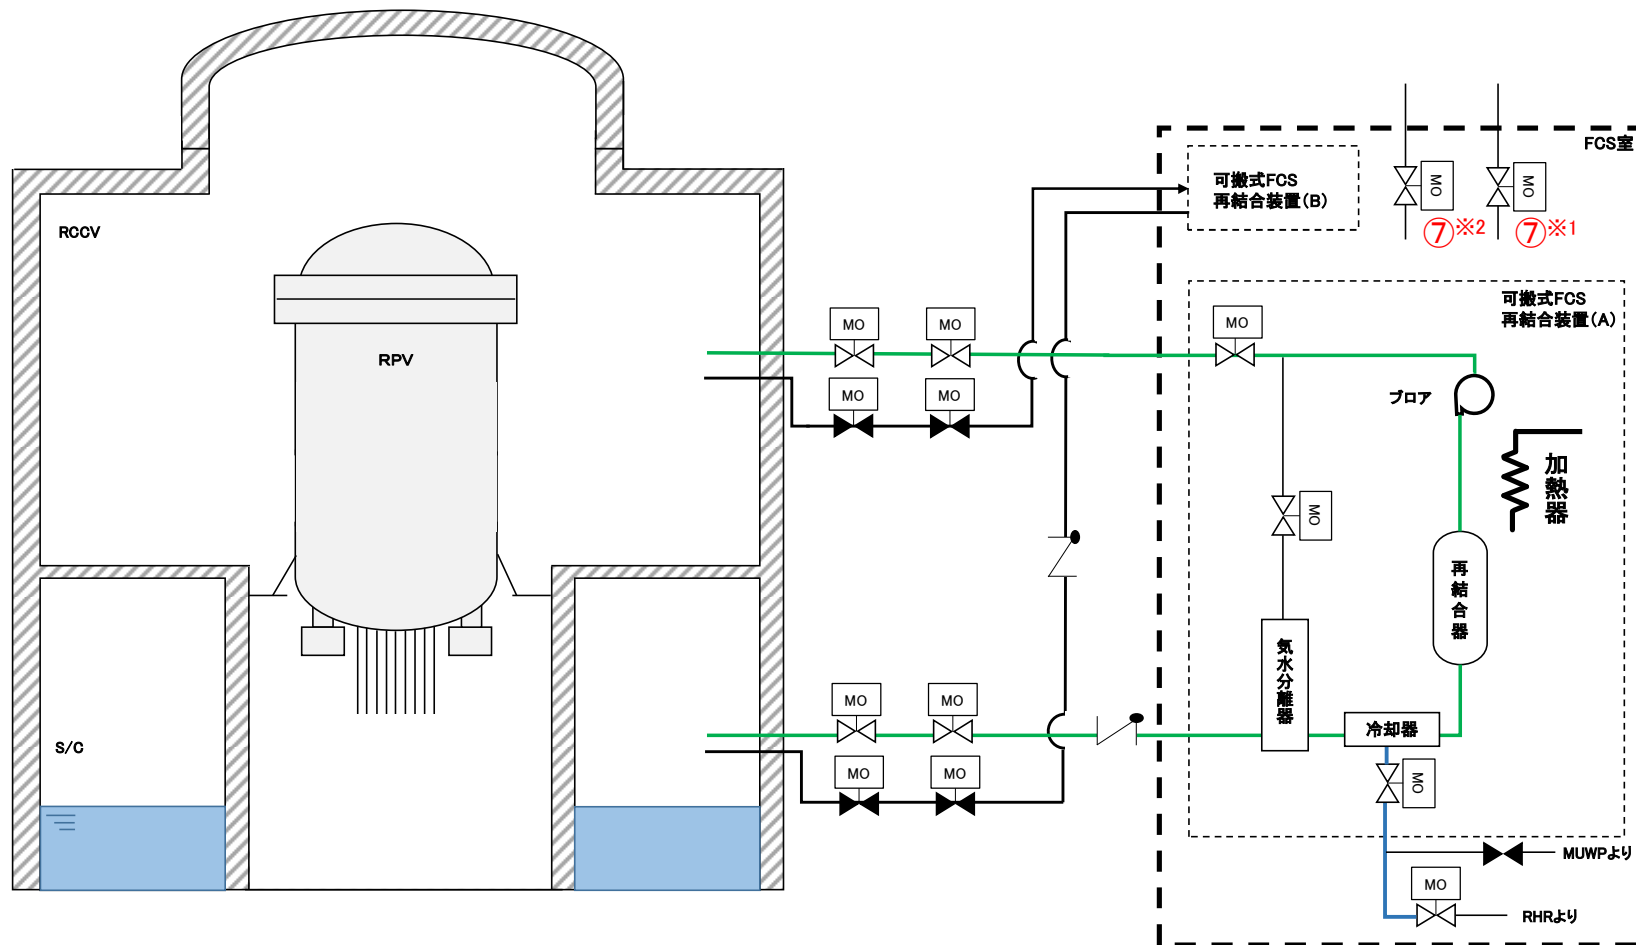 FCS室
可搬式FCS
再結合装置(B)
MO
MO
⑦※2
⑦※1
RCCV
可搬式FCS
再結合装置(A)
MO
MO
MO
RPV
MO
MO
ブロア
加熱器
MO
再結合器
気水分離器
MO
MO
冷却器
S/C
MO
MO
MO
MUWPより
MO
RHRより